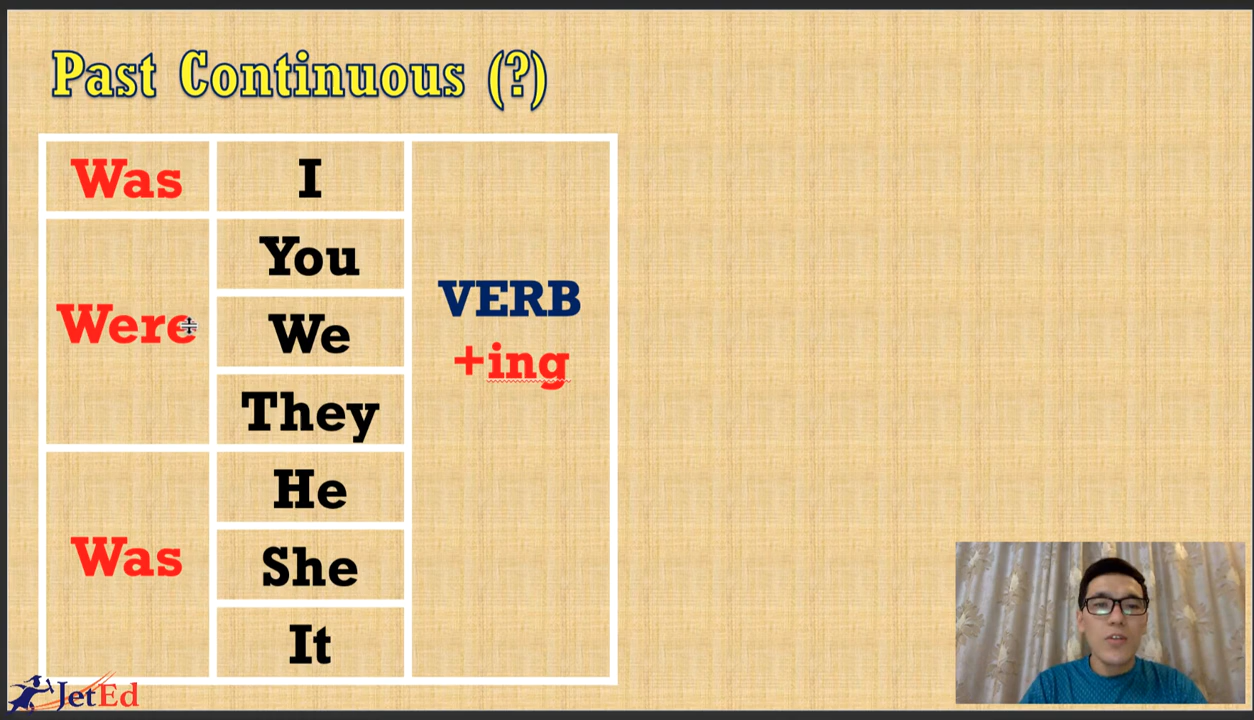 Past Continuous (?)
Was I
You
We
They
Were
He
She
It
Was
VERB
+ing
JetEd